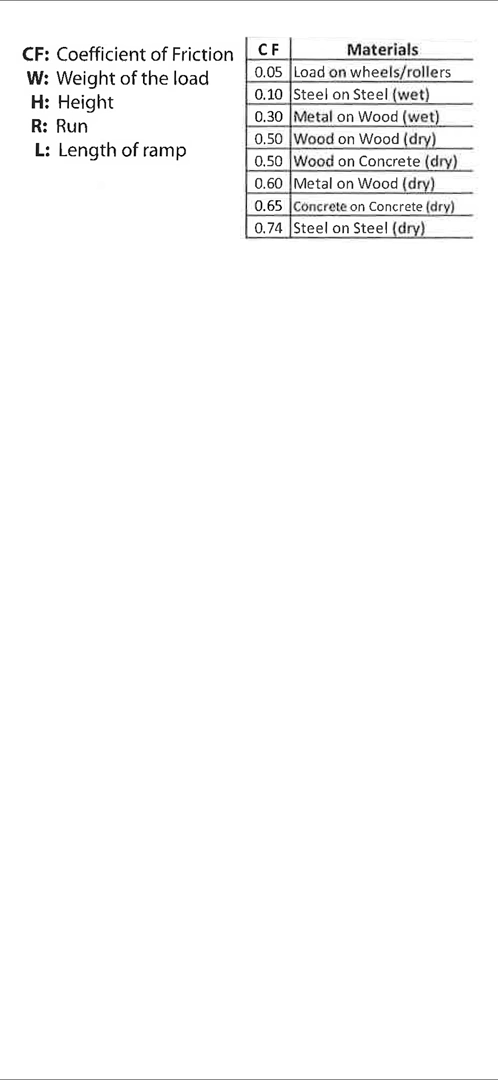 CF: Coefficient of Friction
W: Weight of the load
H: Height
R: Run
L: Length of ramp
C F Materials
0.05 Load on wheels/rollers
0.10 Steel on Steel (wet)
0.30 Metal on Wood (wet)
0.50 Wood on Wood (dry)
0.50 Wood on Concrete (dry)
0.60 Metal on Wood (dry)
0.65 Concrete on Concrete (dry)
0.74 Steel on Steel (dry)